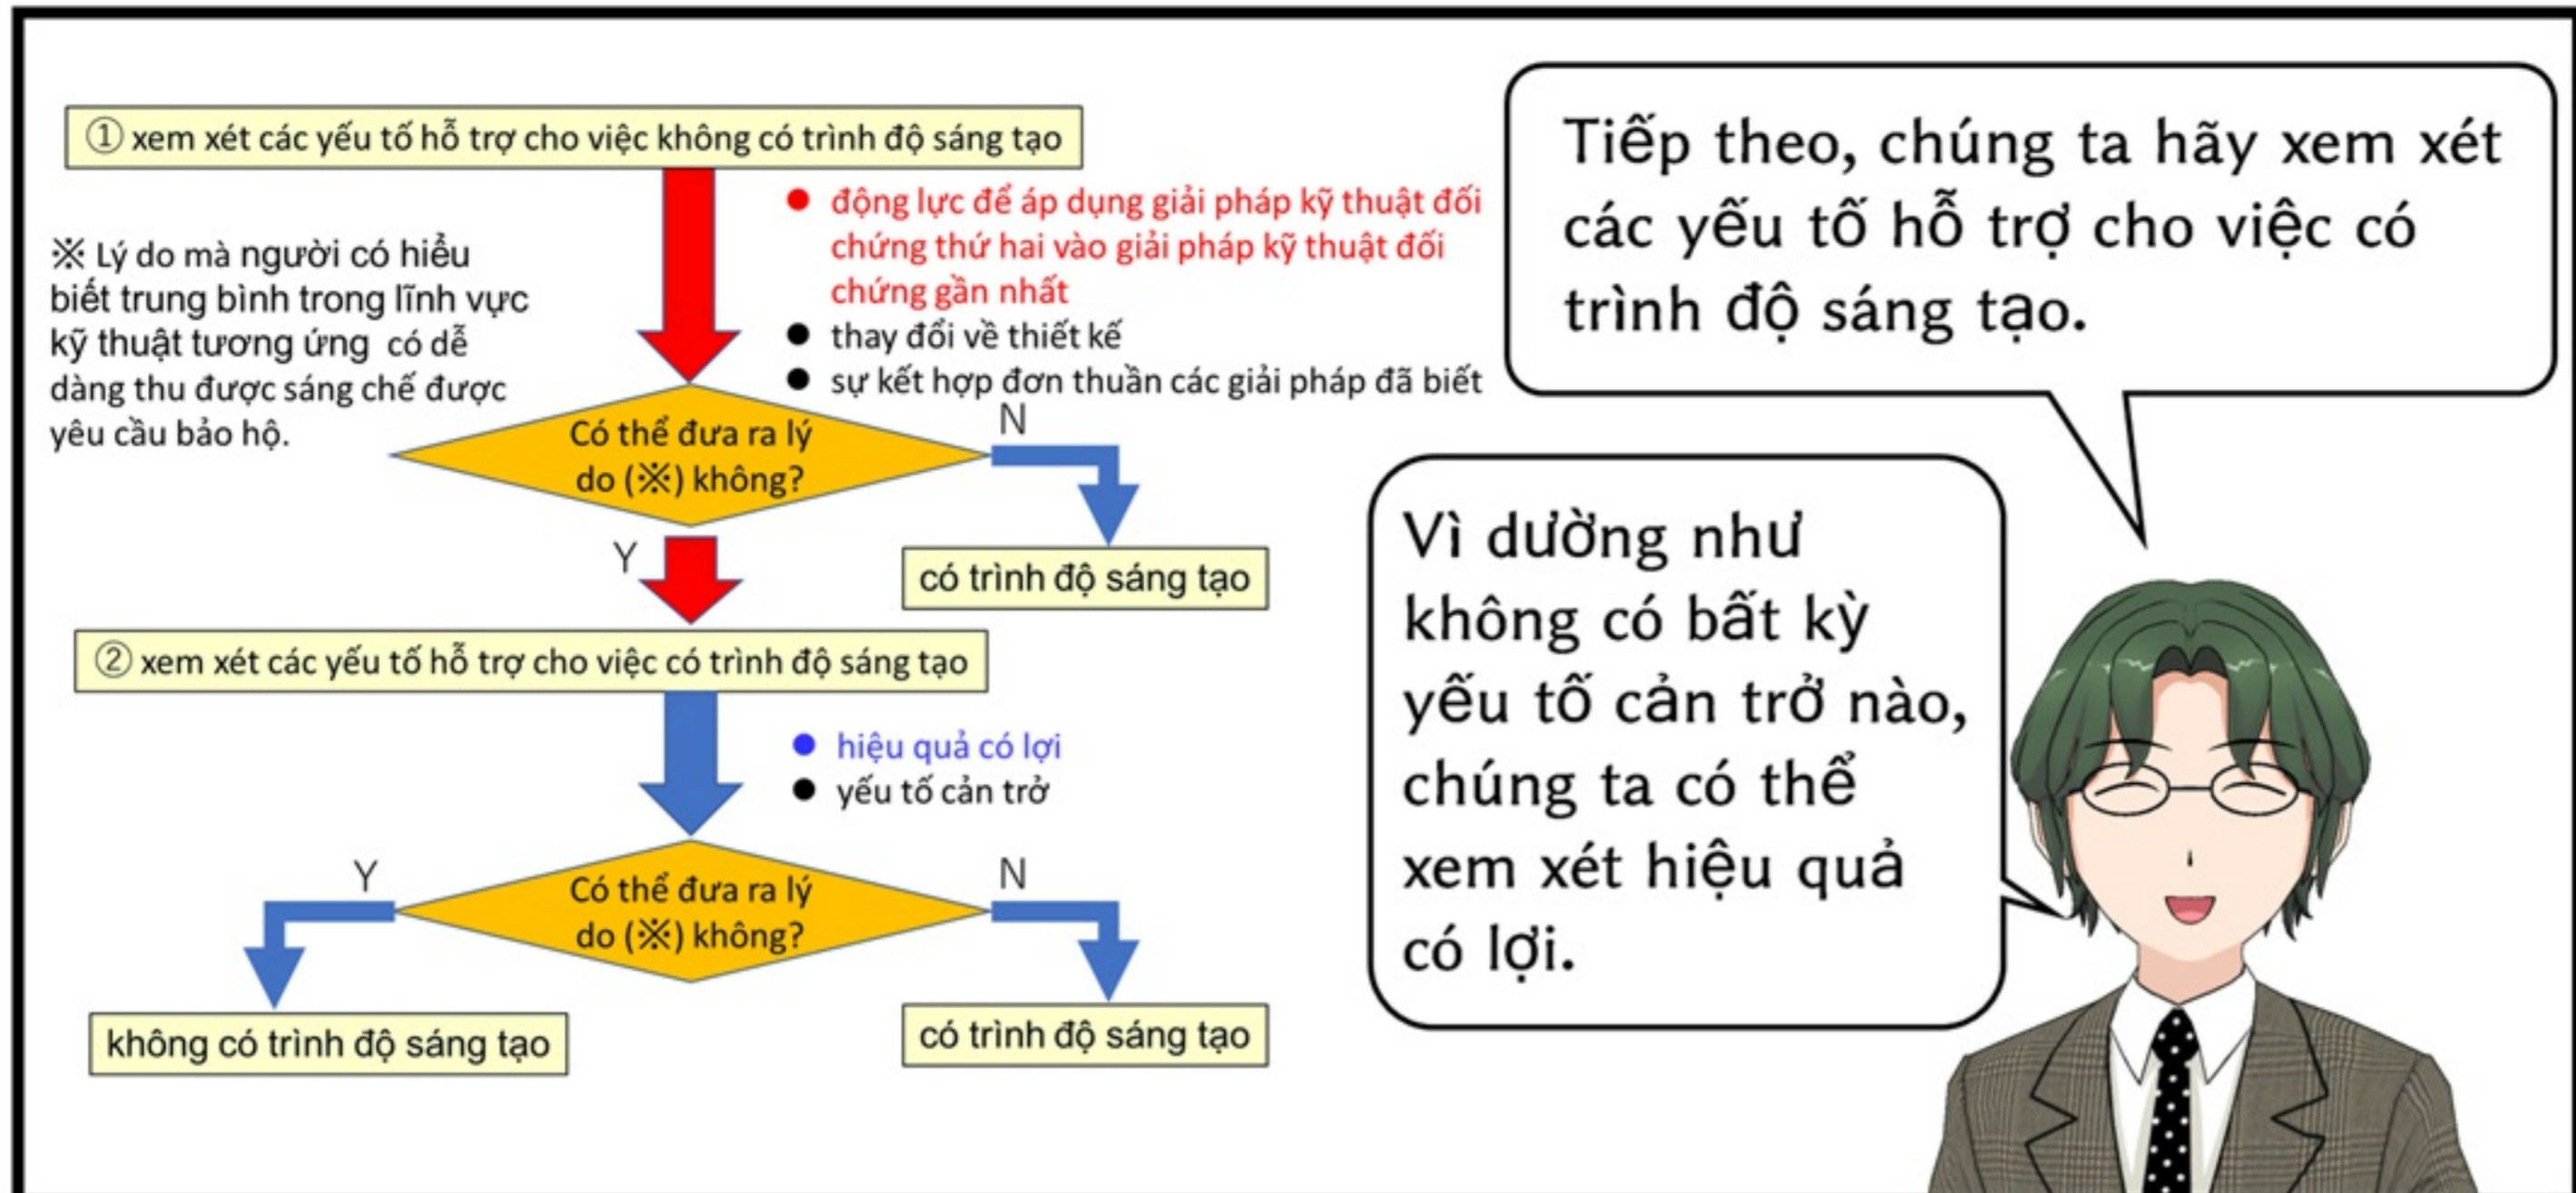 ① xem xét các yếu tố hỗ trợ cho việc không có trình độ sáng tạo
● động lực để áp dụng giải pháp kỹ thuật đối
chứng thứ hai vào giải pháp kỹ thuật đối
chứng gần nhất
● thay đổi về thiết kế
● sự kết hợp đơn thuần các giải pháp đã biết
※ Lý do mà người có hiểu
biết trung bình trong lĩnh vực
kỹ thuật tương ứng có dễ
dàng thu được sáng chế được
yêu cầu bảo hộ.
Có thể đưa ra lý
do (※) không?
N
có trình độ sáng tạo
Y
② xem xét các yếu tố hỗ trợ cho việc có trình độ sáng tạo
● hiệu quả có lợi
● yếu tố cản trở
Có thể đưa ra lý
do (※) không?
Y
N
không có trình độ sáng tạo
có trình độ sáng tạo
Tiếp theo, chúng ta hãy xem xét
các yếu tố hỗ trợ cho việc có
trình độ sáng tạo.
Vì dường như
không có bất kỳ
yếu tố cản trở nào,
chúng ta có thể
xem xét hiệu quả
có lợi.